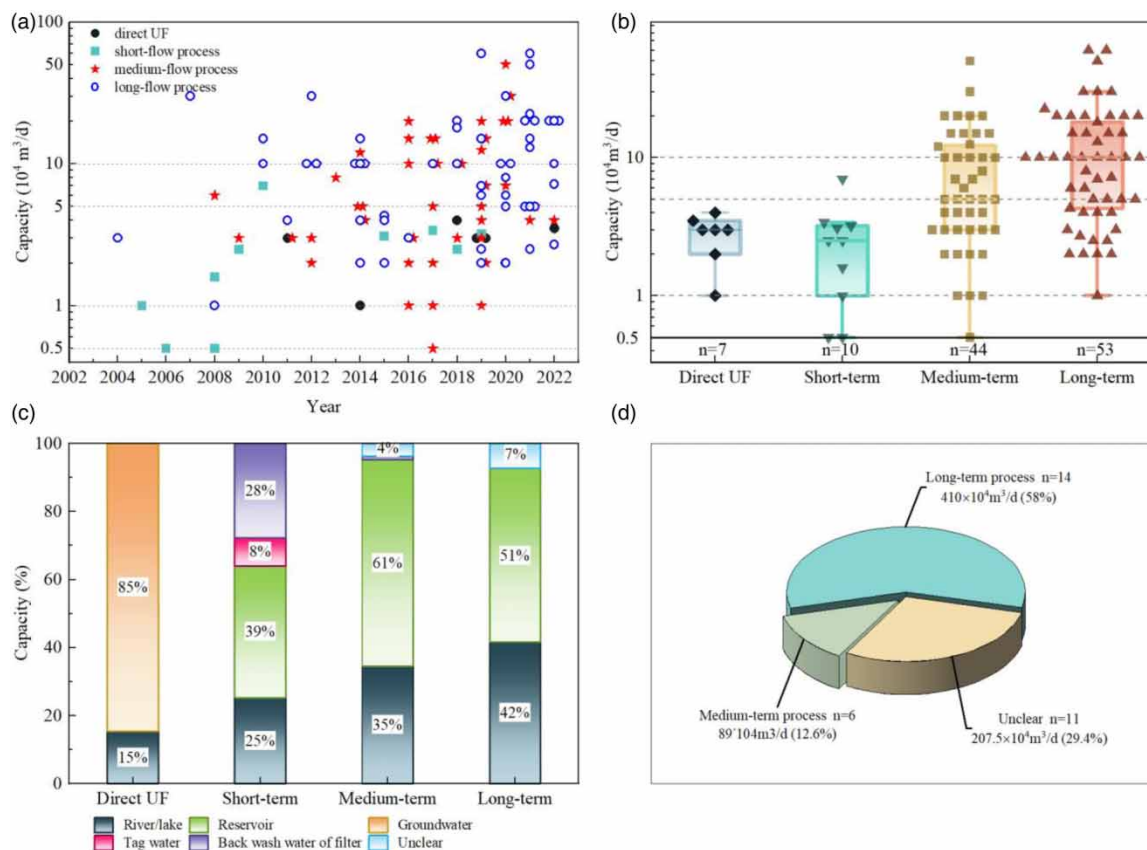 (a)
100
50
10
5
1
0.5
Capacity (10⁴ m³/d)
direct UF
short-flow process
medium-flow process
long-flow process
2002 2004 2006 2008 2010 2012 2014 2016 2018 2020 2022
Year
(b)
10
1
0.5
Capacity (10⁴m³/d)
n=7 n=10 n=44 n=53
Direct UF Short-term Medium-term Long-term
(c)
100
80
60
40
20
0
Capacity (%)
85%
15%
28%
8%
39%
25%
4%
61%
35%
7%
51%
42%
Direct UF Short-term Medium-term Long-term
River/lake Reservoir Groundwater
Tag water Back wash water of filter Unclear
(d)
Long-term process n=14
410×10⁴m³/d (58%)
Medium-term process n=6
89´104m3/d (12.6%)
Unclear n=11
207.5×10⁴m³/d (29.4%)